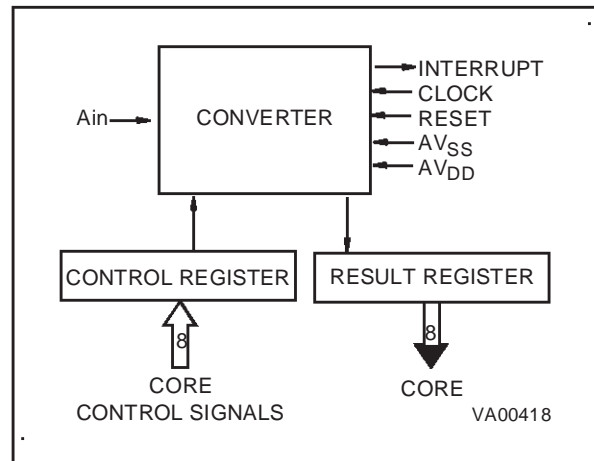 INTERRUPT
CLOCK
Ain
CONVERTER
RESET
AVSS
AVDD
CONTROL REGISTER
RESULT REGISTER
8
8
CORE
CONTROL SIGNALS
CORE
VA00418